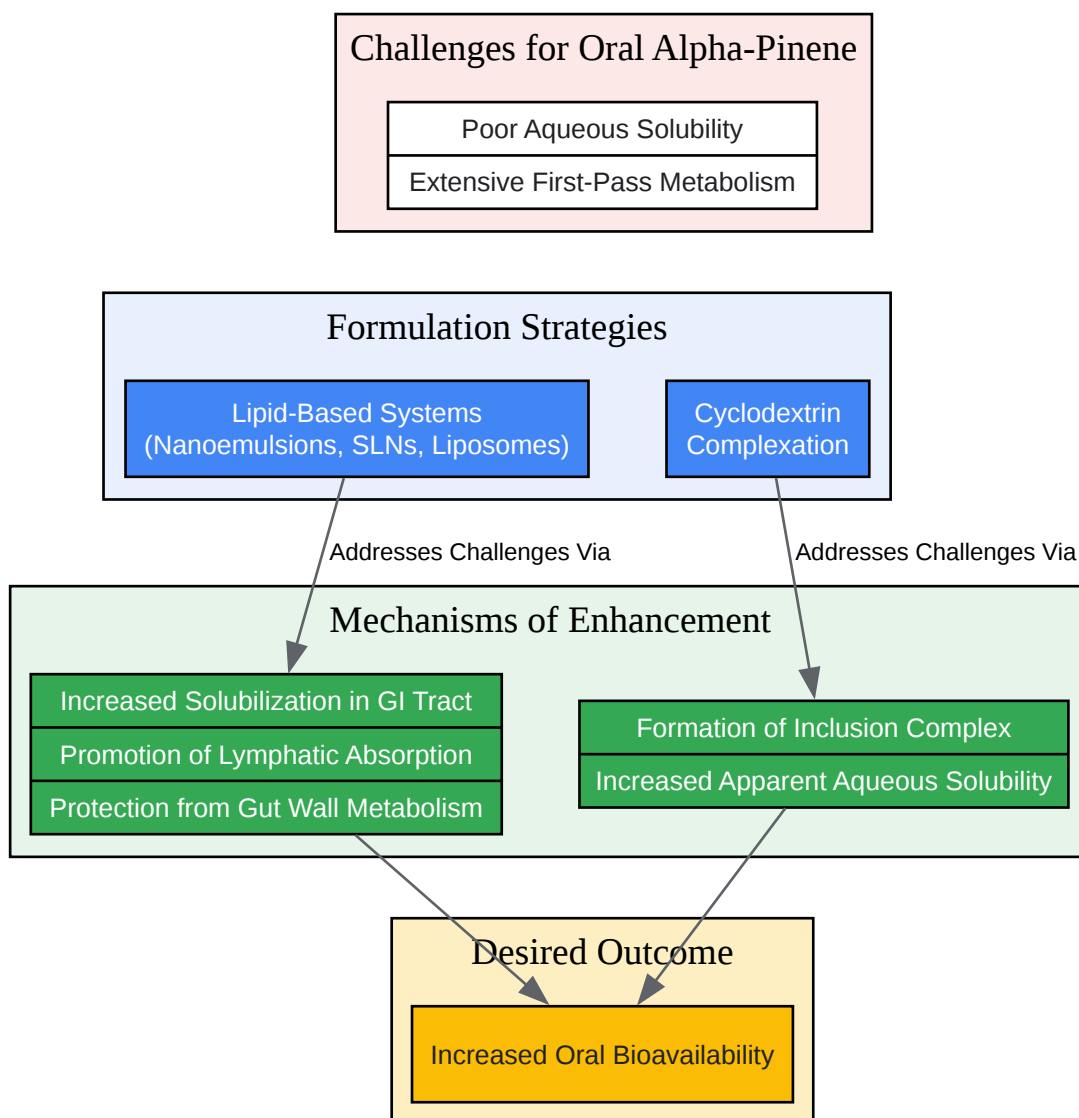 Challenges for Oral Alpha-Pinene
Poor Aqueous Solubility
Extensive First-Pass Metabolism
Formulation Strategies
Lipid-Based Systems
(Nanoemulsions, SLNs, Liposomes)
Cyclodextrin
Complexation
Addresses Challenges Via
Addresses Challenges Via
Mechanisms of Enhancement
Increased Solubilization in GI Tract
Promotion of Lymphatic Absorption
Protection from Gut Wall Metabolism
Formation of Inclusion Complex
Increased Apparent Aqueous Solubility
Desired Outcome
Increased Oral Bioavailability